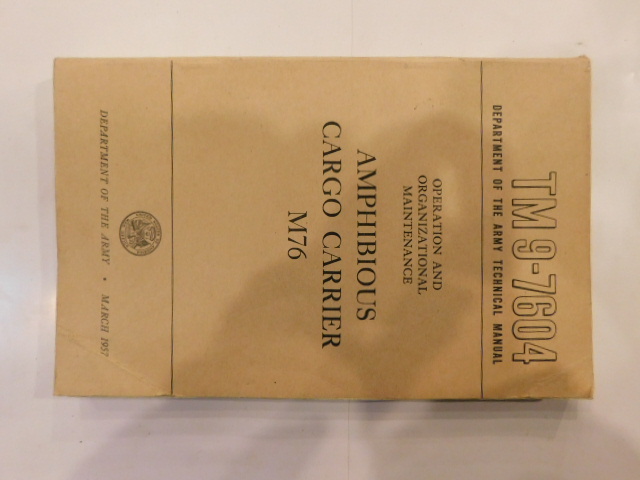 TM 9-7604
DEPARTMENT OF THE ARMY TECHNICAL MANUAL
OPERATION AND
ORGANIZATIONAL
MAINTENANCE
AMPHIBIOUS
CARGO CARRIER
M76
DEPARTMENT OF THE ARMY • MARCH 1957